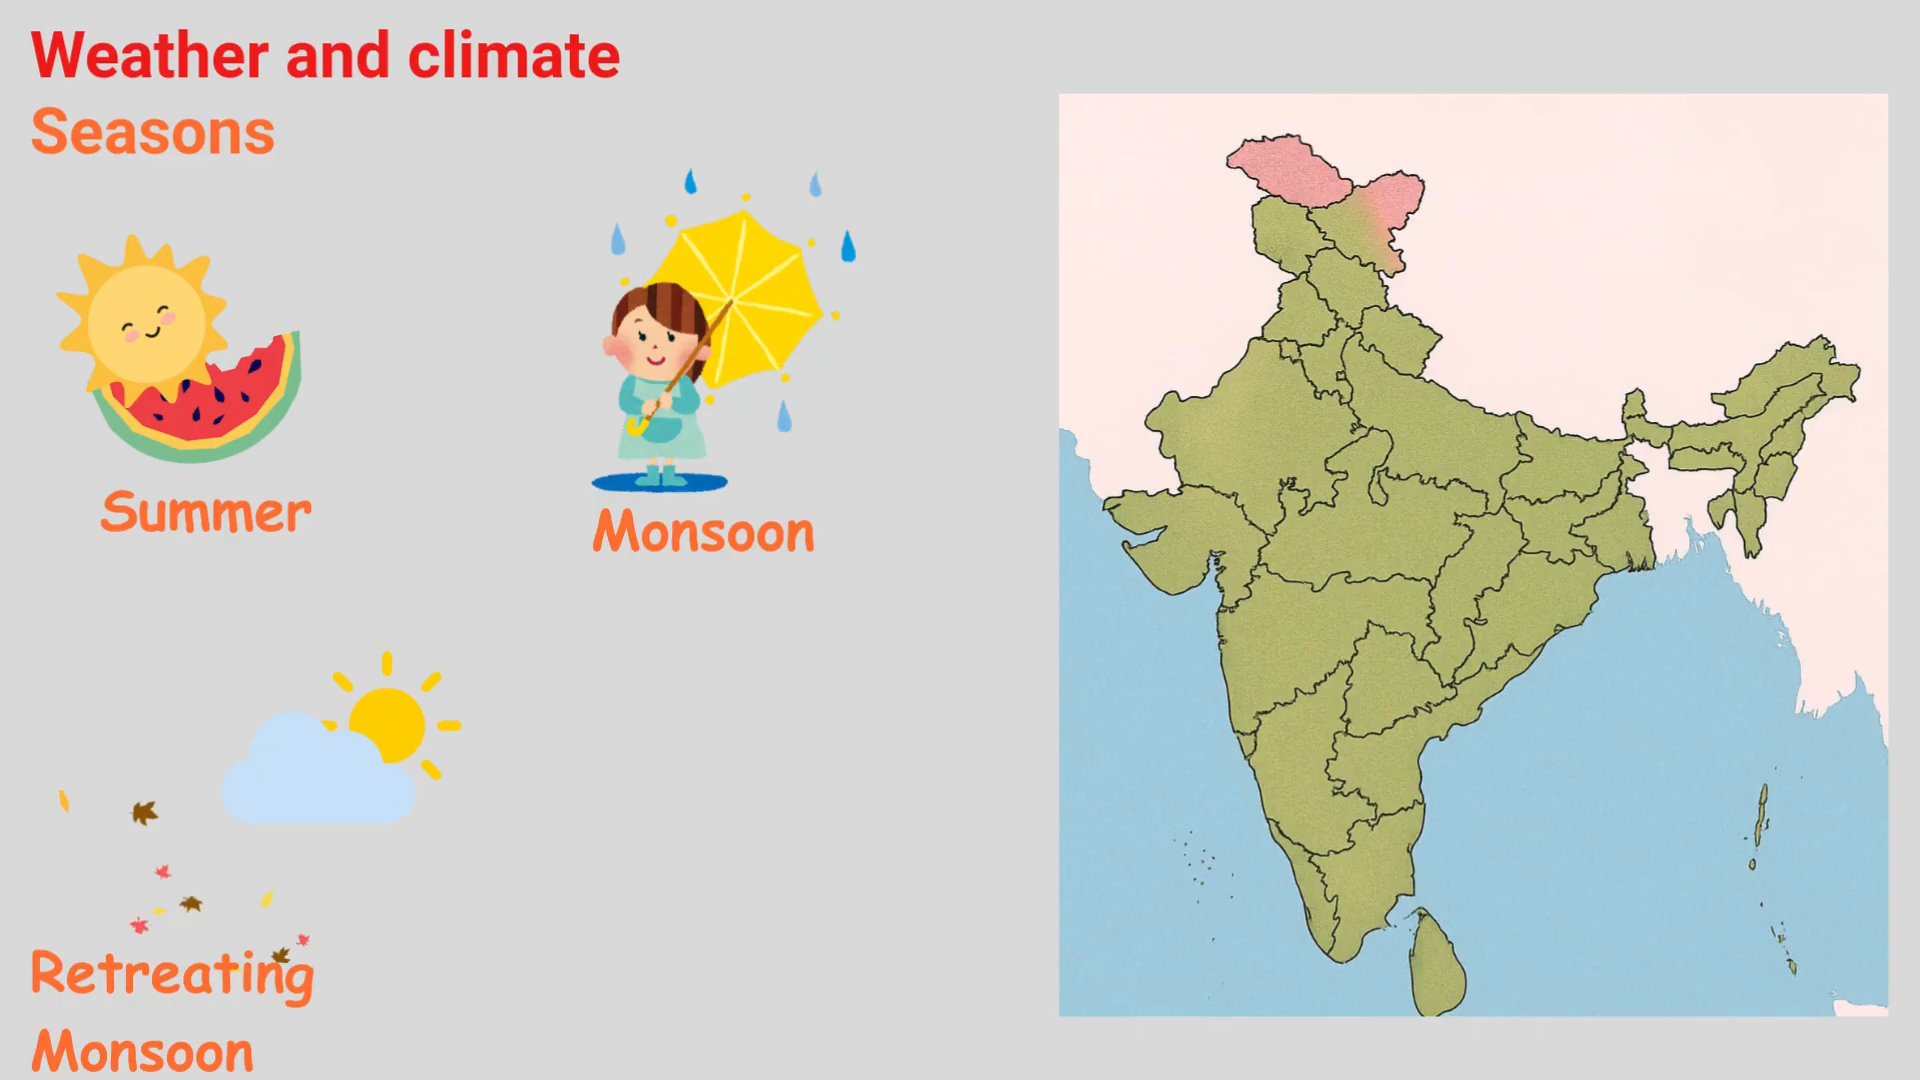 Weather and climate
Seasons
Summer
Monsoon
Retreating
Monsoon